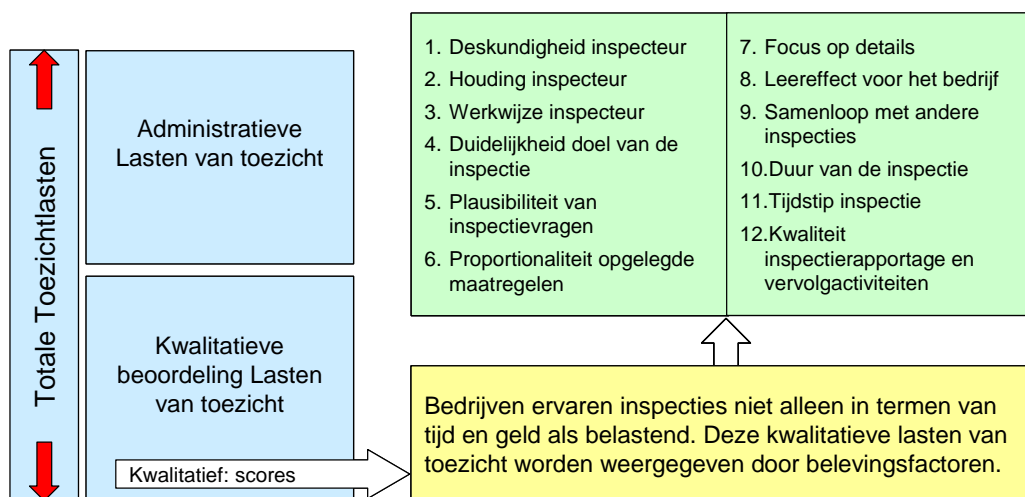 Totale Toezichtlasten
Administratieve
Lasten van toezicht
Kwalitatieve
beoordeling Lasten
van toezicht
Kwalitatief: scores
1. Deskundigheid inspecteur
2. Houding inspecteur
3. Werkwijze inspecteur
4. Duidelijkheid doel van de
inspectie
5. Plausibiliteit van
inspectievragen
6. Proportionaliteit opgelegde
maatregelen
7. Focus op details
8. Leereffect voor het bedrijf
9. Samenloop met andere
inspecties
10.Duur van de inspectie
11.Tijdstip inspectie
12.Kwaliteit
inspectierapportage en
vervolgactiviteiten
Bedrijven ervaren inspecties niet alleen in termen van
tijd en geld als belastend. Deze kwalitatieve lasten van
toezicht worden weergegeven door belevingsfactoren.